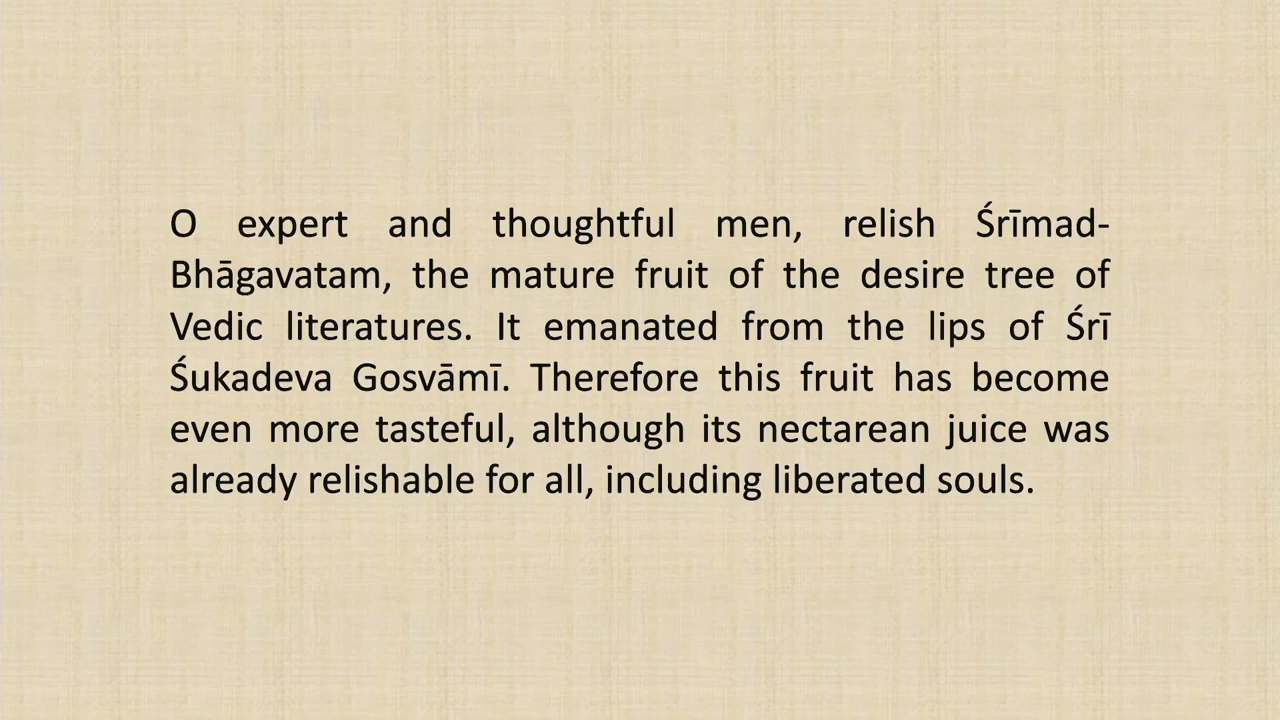 O expert and thoughtful men, relish Śrīmad-
Bhāgavatam, the mature fruit of the desire tree of
Vedic literatures. It emanated from the lips of Śrī
Śukadeva Gosvāmī. Therefore this fruit has become
even more tasteful, although its nectarean juice was
already relishable for all, including liberated souls.